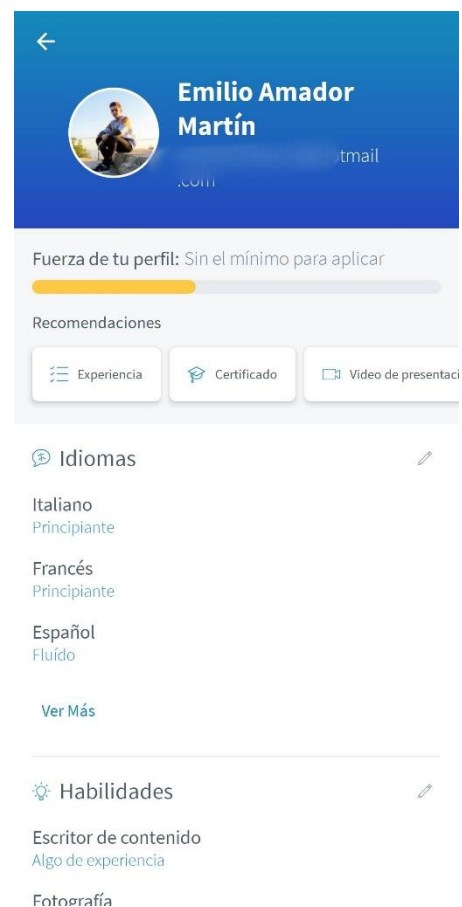 Emilio Amador
Martín
tmail
.com
Fuerza de tu perfil: Sin el mínimo para aplicar
Recomendaciones
Experiencia
Certificado
Video de presentaci
Idiomas
Italiano
Principiante
Francés
Principiante
Español
Fluído
Ver Más
Habilidades
Escritor de contenido
Algo de experiencia
Fotografía